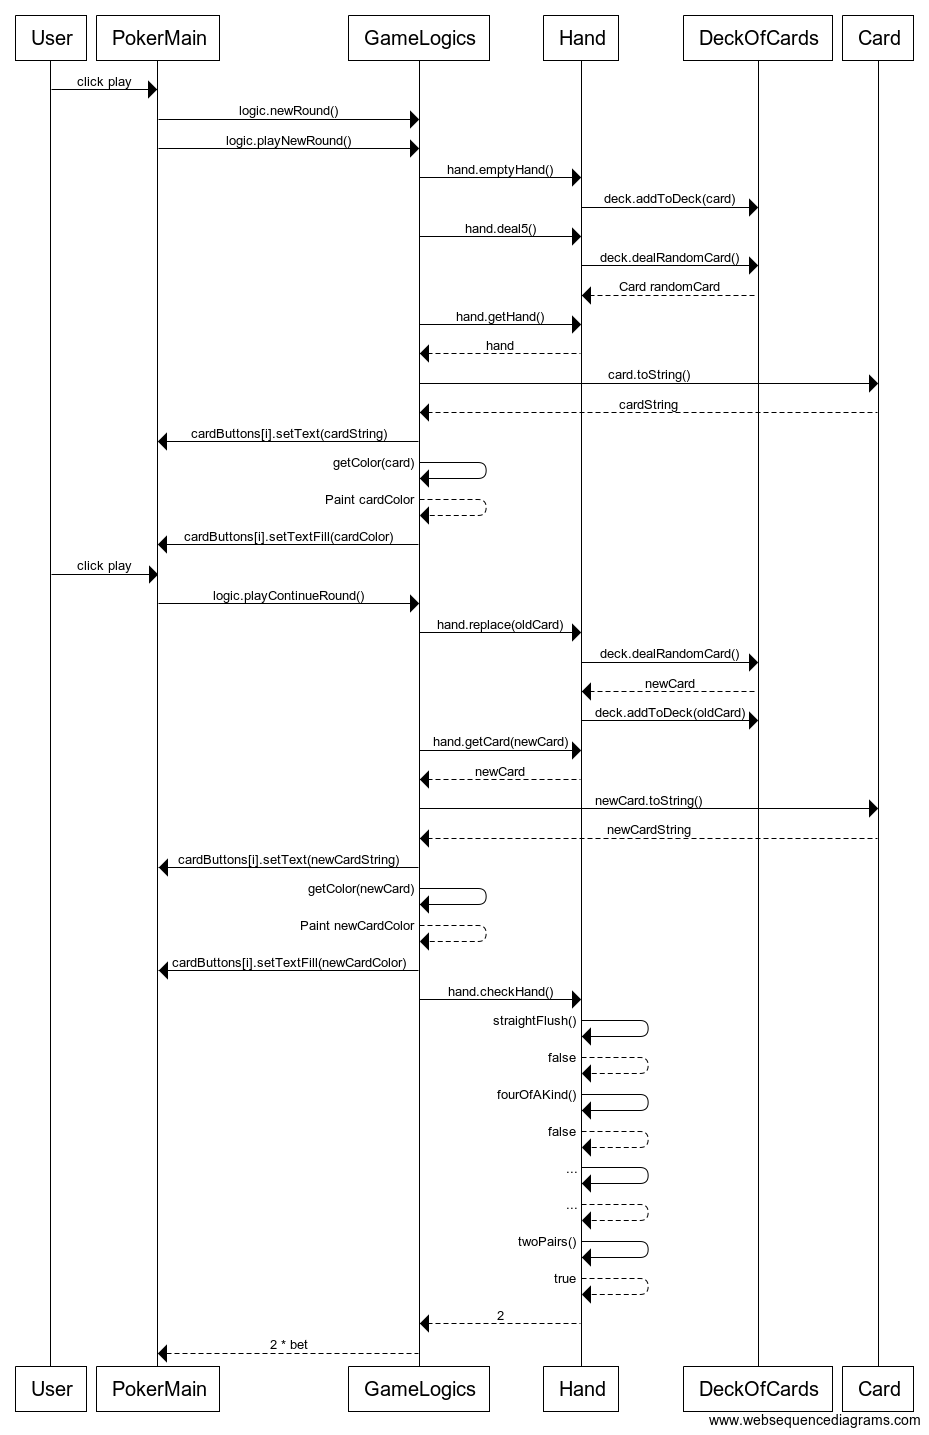 User PokerMain GameLogics Hand DeckOfCards Card
click play
logic.newRound()
logic.playNewRound()
hand.emptyHand()
deck.addToDeck(card)
hand.deal5()
deck.dealRandomCard()
Card randomCard
hand.getHand()
hand
card.toString()
cardString
cardButtons[i].setText(cardString)
getColor(card)
Paint cardColor
cardButtons[i].setTextFill(cardColor)
click play
logic.playContinueRound()
hand.replace(oldCard)
deck.dealRandomCard()
newCard
deck.addToDeck(oldCard)
hand.getCard(newCard)
newCard
newCard.toString()
newCardString
cardButtons[i].setText(newCardString)
getColor(newCard)
Paint newCardColor
cardButtons[i].setTextFill(newCardColor)
hand.checkHand()
straightFlush()
false
fourOfAKind()
false
...
...
twoPairs()
true
2
2 * bet
User PokerMain GameLogics Hand DeckOfCards Card
www.websequencediagrams.com